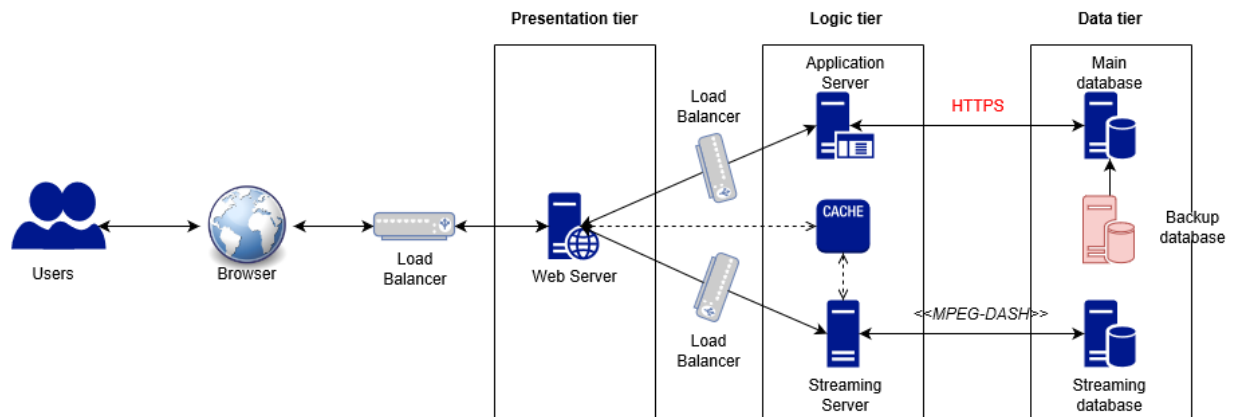 Presentation tier
Logic tier
Data tier
Application
Server
Main
database
Load
Balancer
HTTPS
CACHE
Backup
database
Users
Browser
Load
Balancer
Web Server
<<MPEG-DASH>>
Load
Balancer
Streaming
Server
Streaming
database